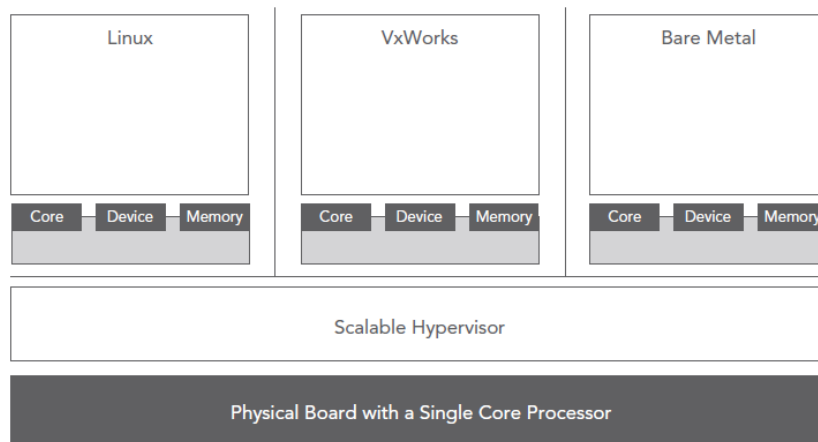 Linux
VxWorks
Bare Metal
Core Device Memory
Core Device Memory
Core Device Memory
Scalable Hypervisor
Physical Board with a Single Core Processor